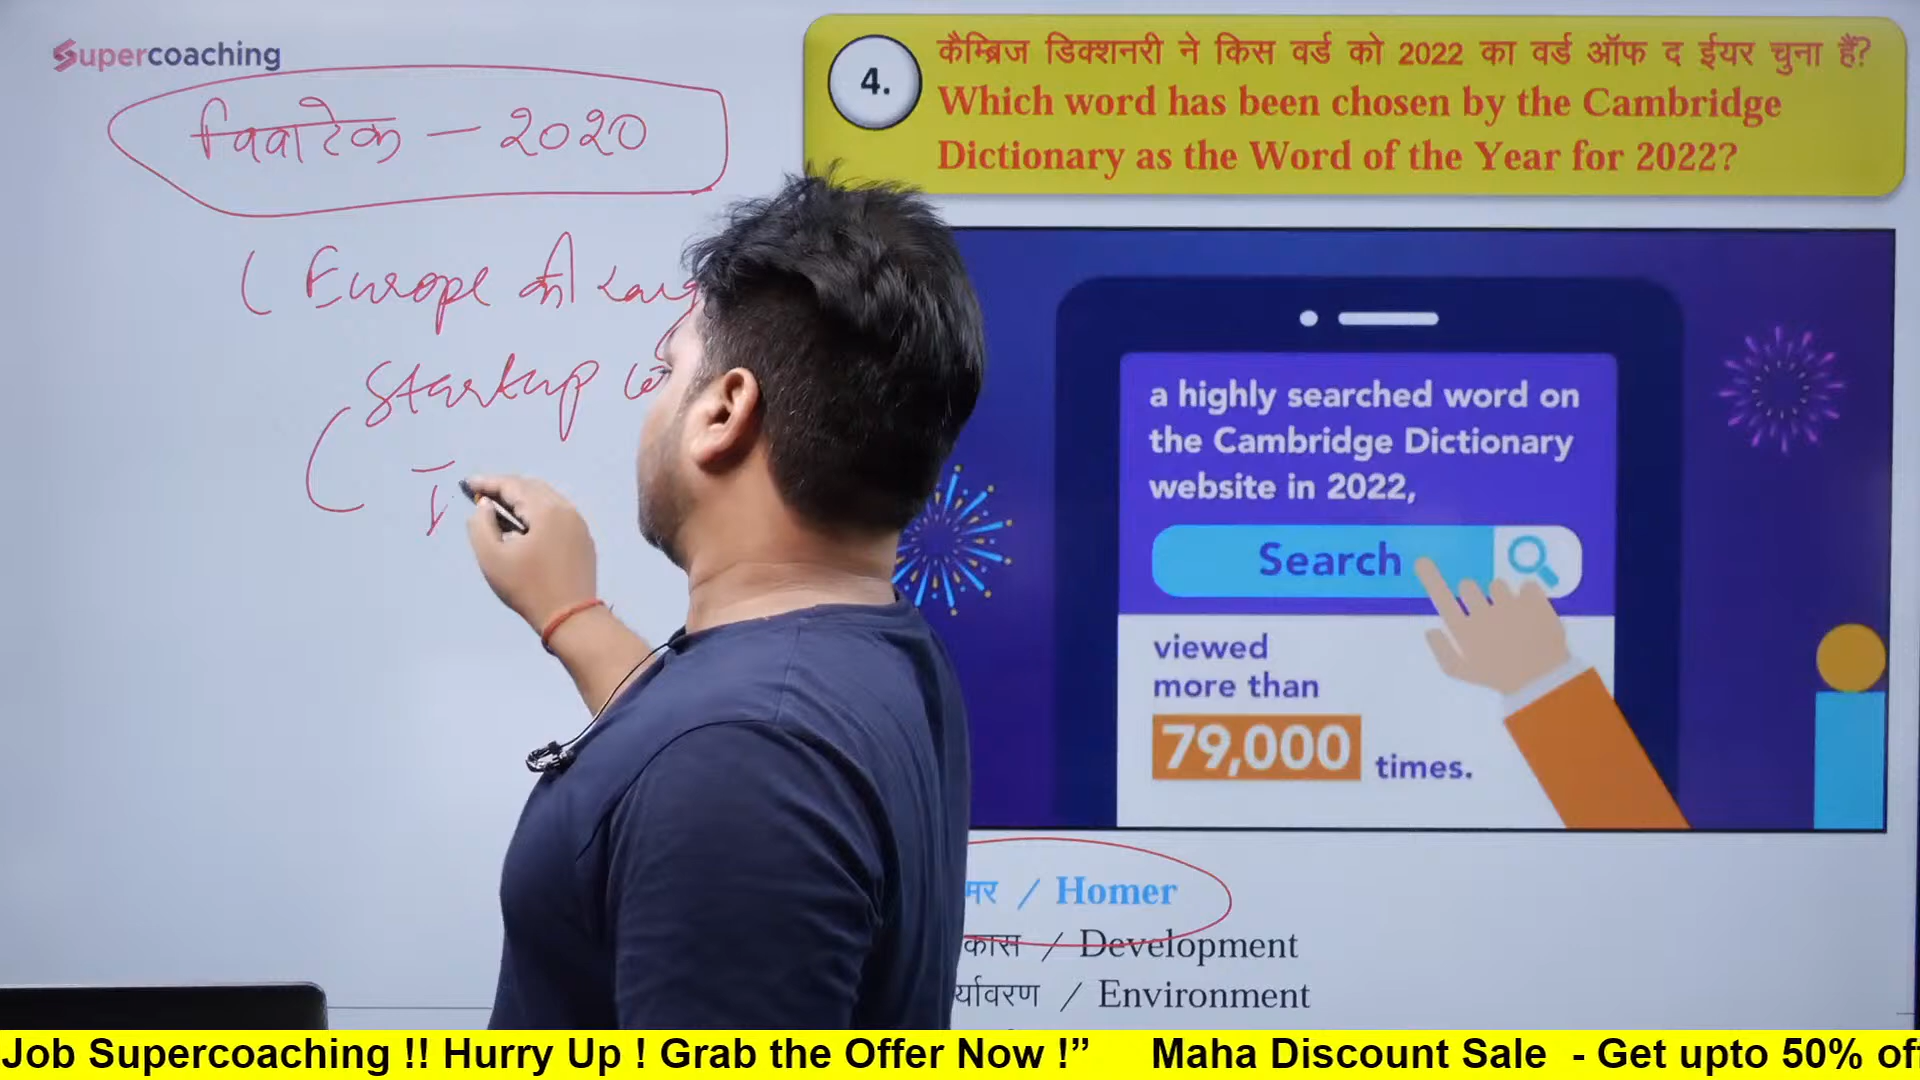 Supercoaching
विवाटेक - 2020
( Europe की
Startup
(
4.
कैम्ब्रिज डिक्शनरी ने किस वर्ड को 2022 का वर्ड ऑफ द ईयर चुना हैं?
Which word has been chosen by the Cambridge
Dictionary as the Word of the Year for 2022?
a highly searched word on
the Cambridge Dictionary
website in 2022,
Search
viewed
more than
79,000 times.
मर / Homer
कास / Development
र्यावरण / Environment
Job Supercoaching !! Hurry Up ! Grab the Offer Now !” Maha Discount Sale - Get upto 50% of